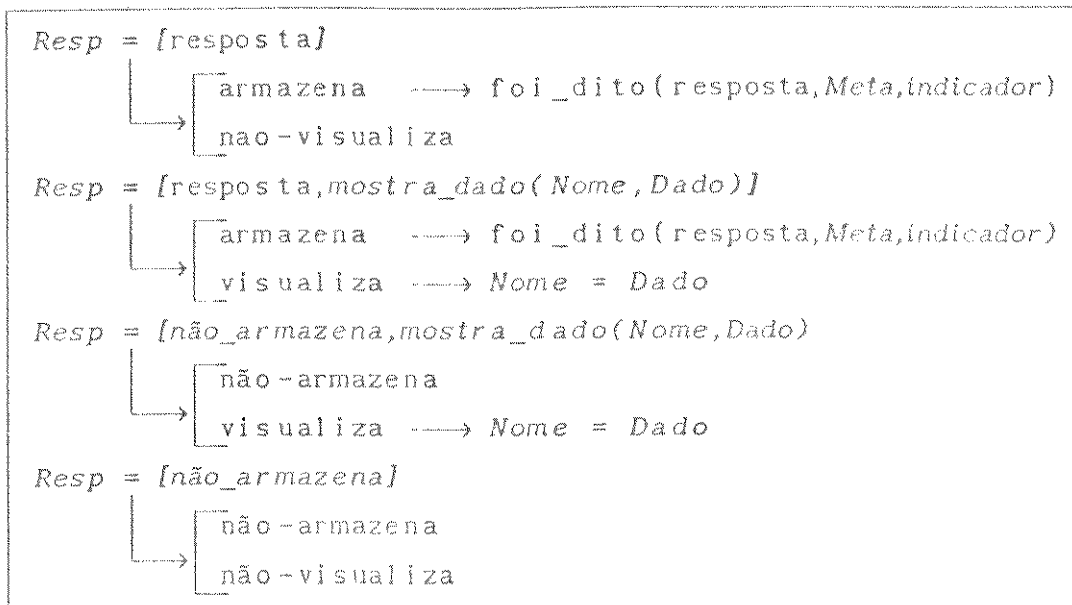 Resp = [resposta]
armazena → foi_dito(resposta,Meta,indicador)
nao-visualiza
Resp = [resposta,mostra_dado(Nome,Dado)]
armazena → foi_dito(resposta,Meta,indicador)
visualiza → Nome = Dado
Resp = [não_armazena,mostra_dado(Nome,Dado)
não-armazena
visualiza → Nome = Dado
Resp = [não_armazena]
não-armazena
não-visualiza